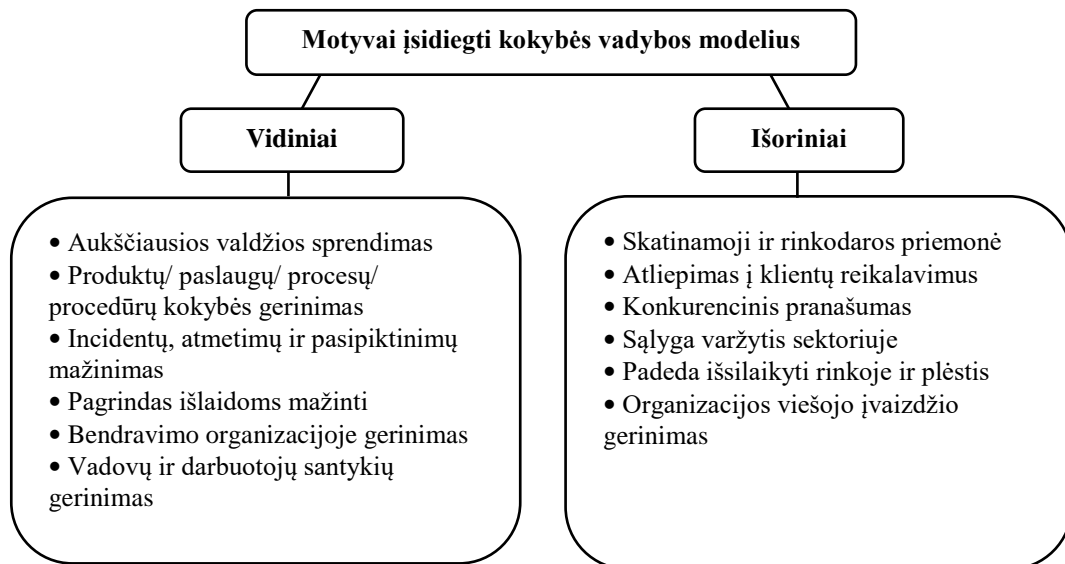 Motyvai įsidiegti kokybės vadybos modelius
Vidiniai
• Aukščiausios valdžios sprendimas
• Produktų/ paslaugų/ procesų/
procedūrų kokybės gerinimas
• Incidentų, atmetimų ir pasipiktinimų
mažinimas
• Pagrindas išlaidoms mažinti
• Bendravimo organizacijoje gerinimas
• Vadovų ir darbuotojų santykių
gerinimas
Išoriniai
• Skatinamoji ir rinkodaros priemonė
• Atliepimas į klientų reikalavimus
• Konkurencinis pranašumas
• Sąlyga varžytis sektoriuje
• Padeda išsilaikyti rinkoje ir plėstis
• Organizacijos viešojo įvaizdžio
gerinimas